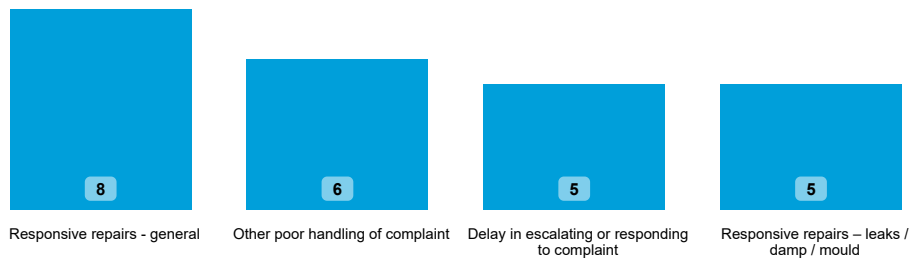 8
6
5
5
Responsive repairs - general
Other poor handling of complaint
Delay in escalating or responding
to complaint
Responsive repairs – leaks /
damp / mould